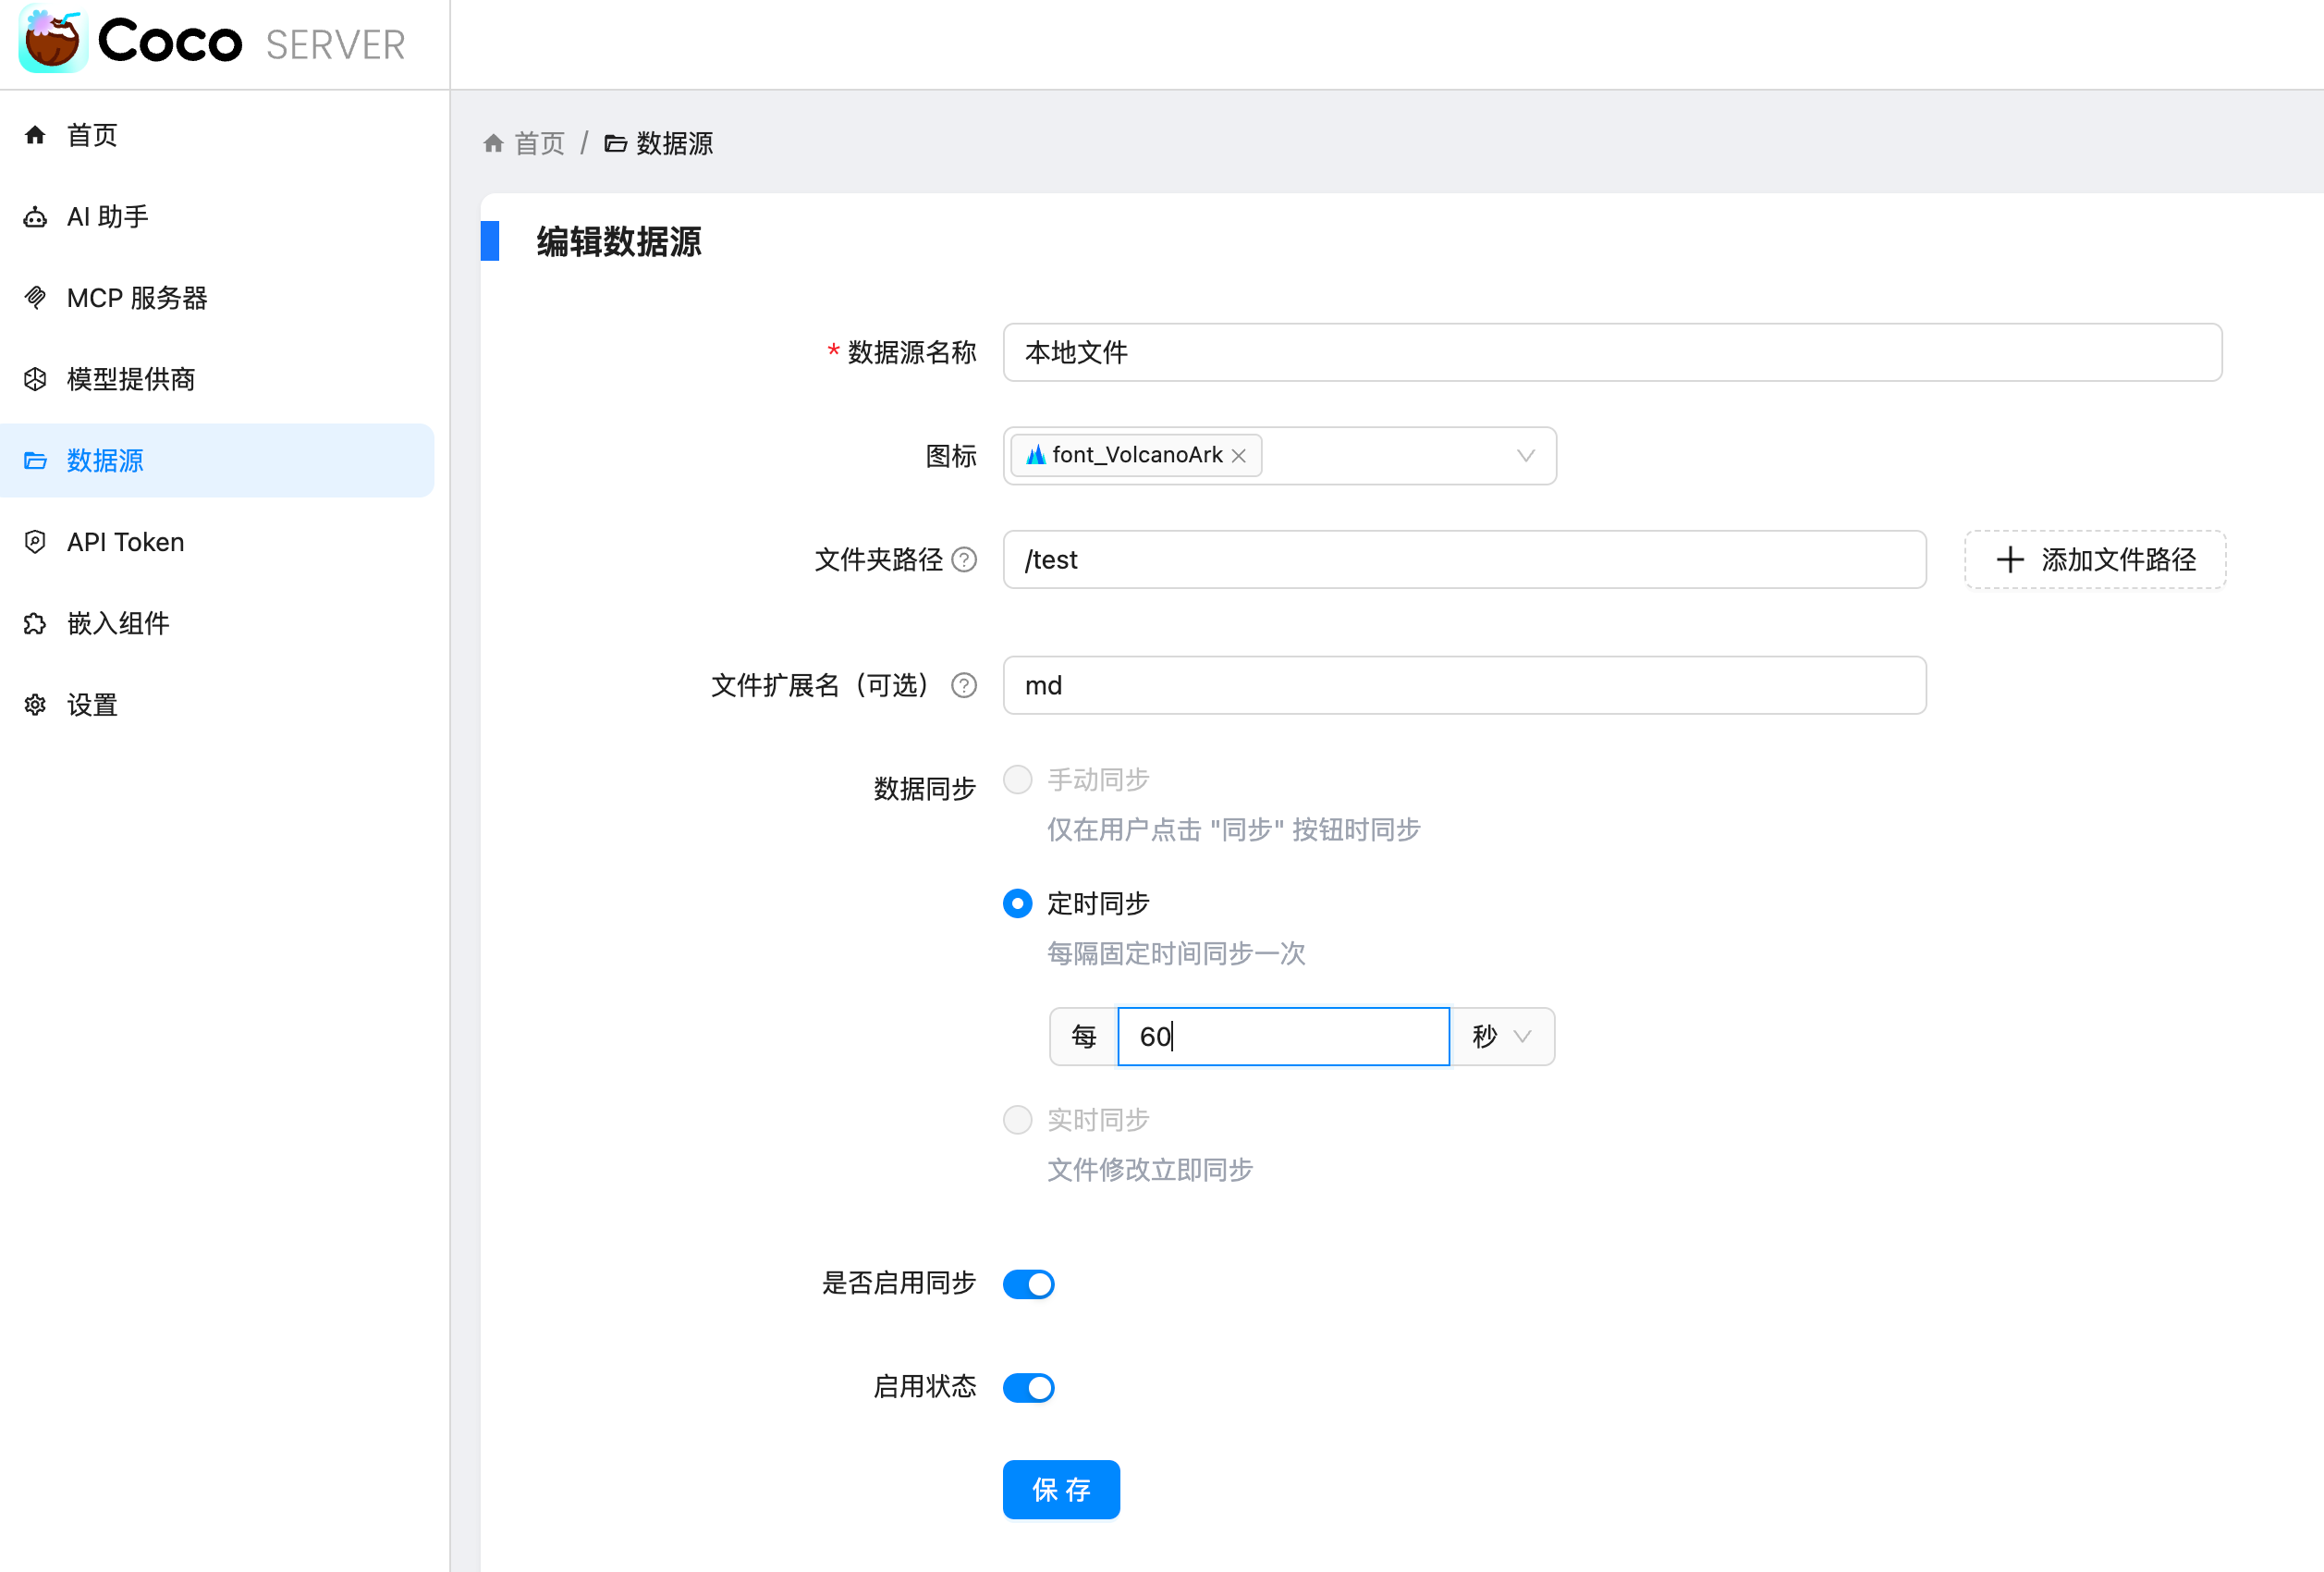 Coco SERVER
首页
AI 助手
MCP 服务器
模型提供商
数据源
API Token
嵌入组件
设置
首页 / 数据源
编辑数据源
* 数据源名称 本地文件
图标 font_VolcanoArk
文件夹路径 /test 添加文件路径
文件扩展名（可选） md
数据同步 手动同步
仅在用户点击 "同步" 按钮时同步
定时同步
每隔固定时间同步一次
每 60 秒
实时同步
文件修改立即同步
是否启用同步
启用状态
保 存